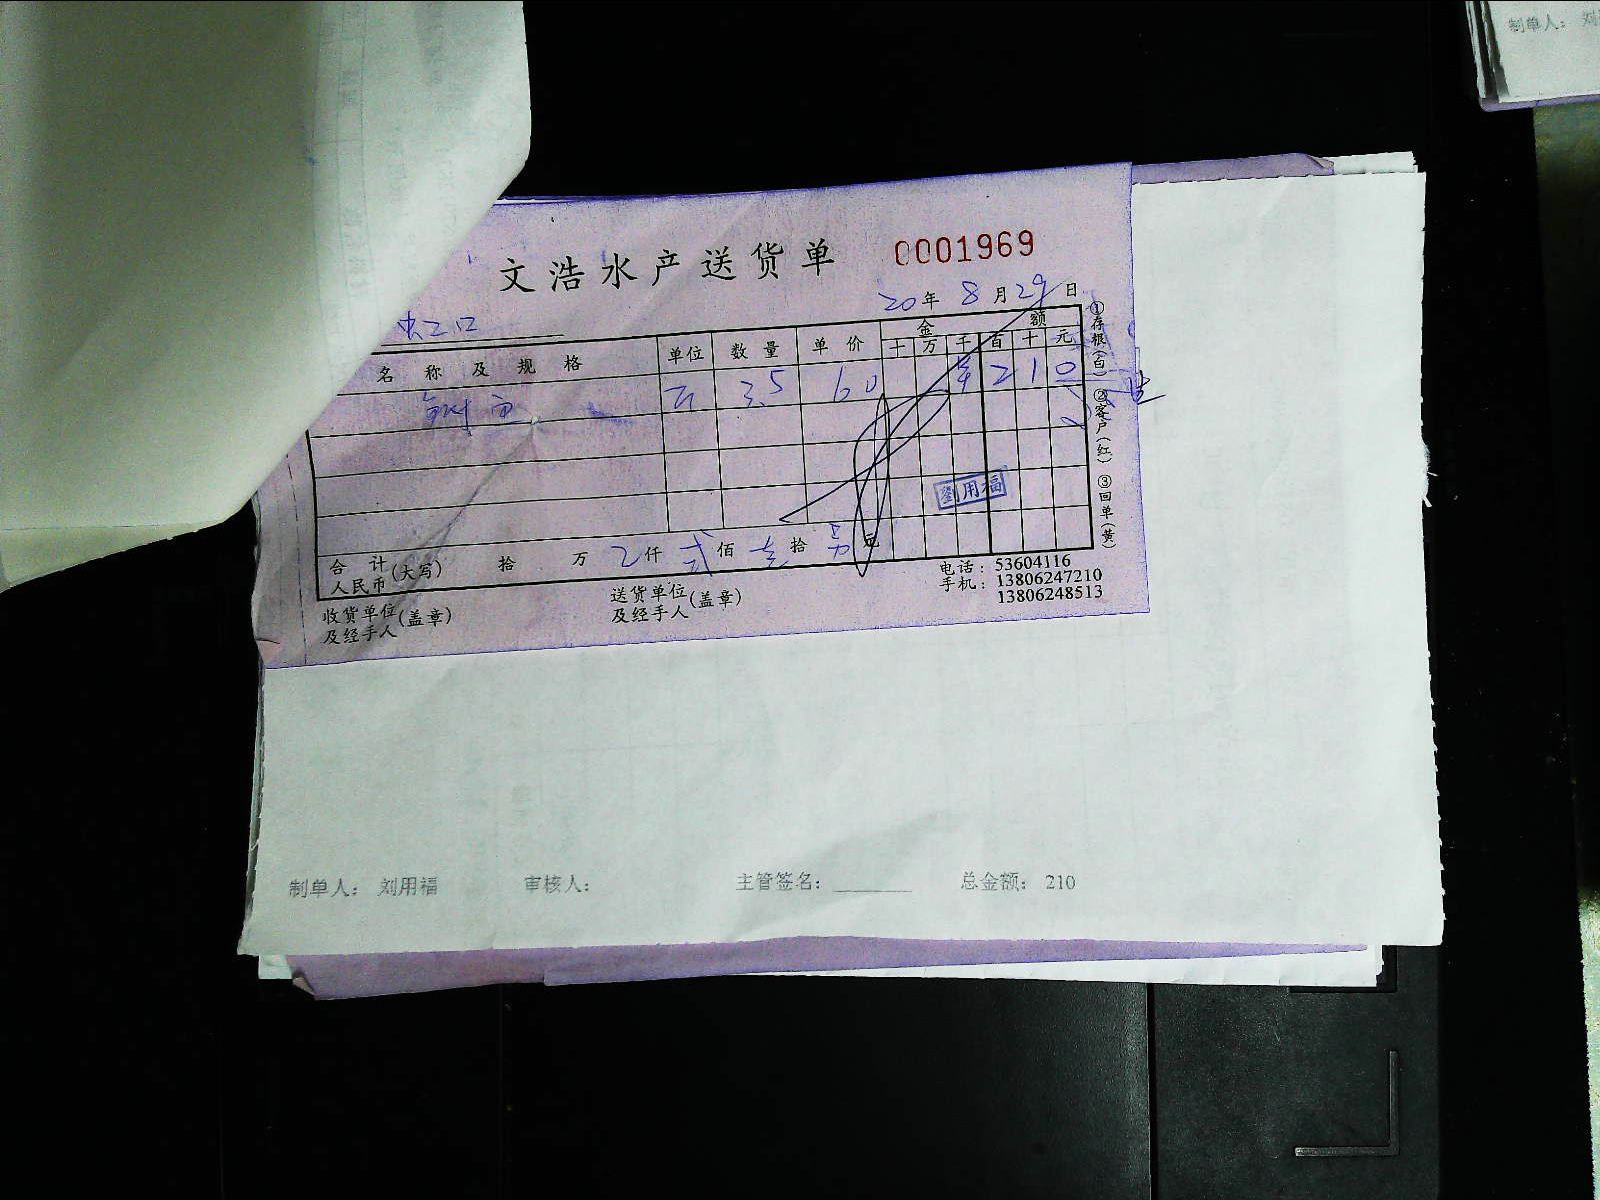 制单人： 刘
文浩水产送货单 0001969
20年 8月29日
名称及规格 单位 数量 单价 金额
十 万 千 百 十 元
3.5 60 ¥ 2 1 0
劉用福
合计人民币(大写) 拾 万 仟 贰佰 壹拾 元
收货单位及经手人(盖章) 送货单位及经手人(盖章)
电话：53604116
手机：13806247210
13806248513
①存根(白) ②客户(红) ③回单(黄)
制单人： 刘用福 审核人： 主管签名： 总金额： 210